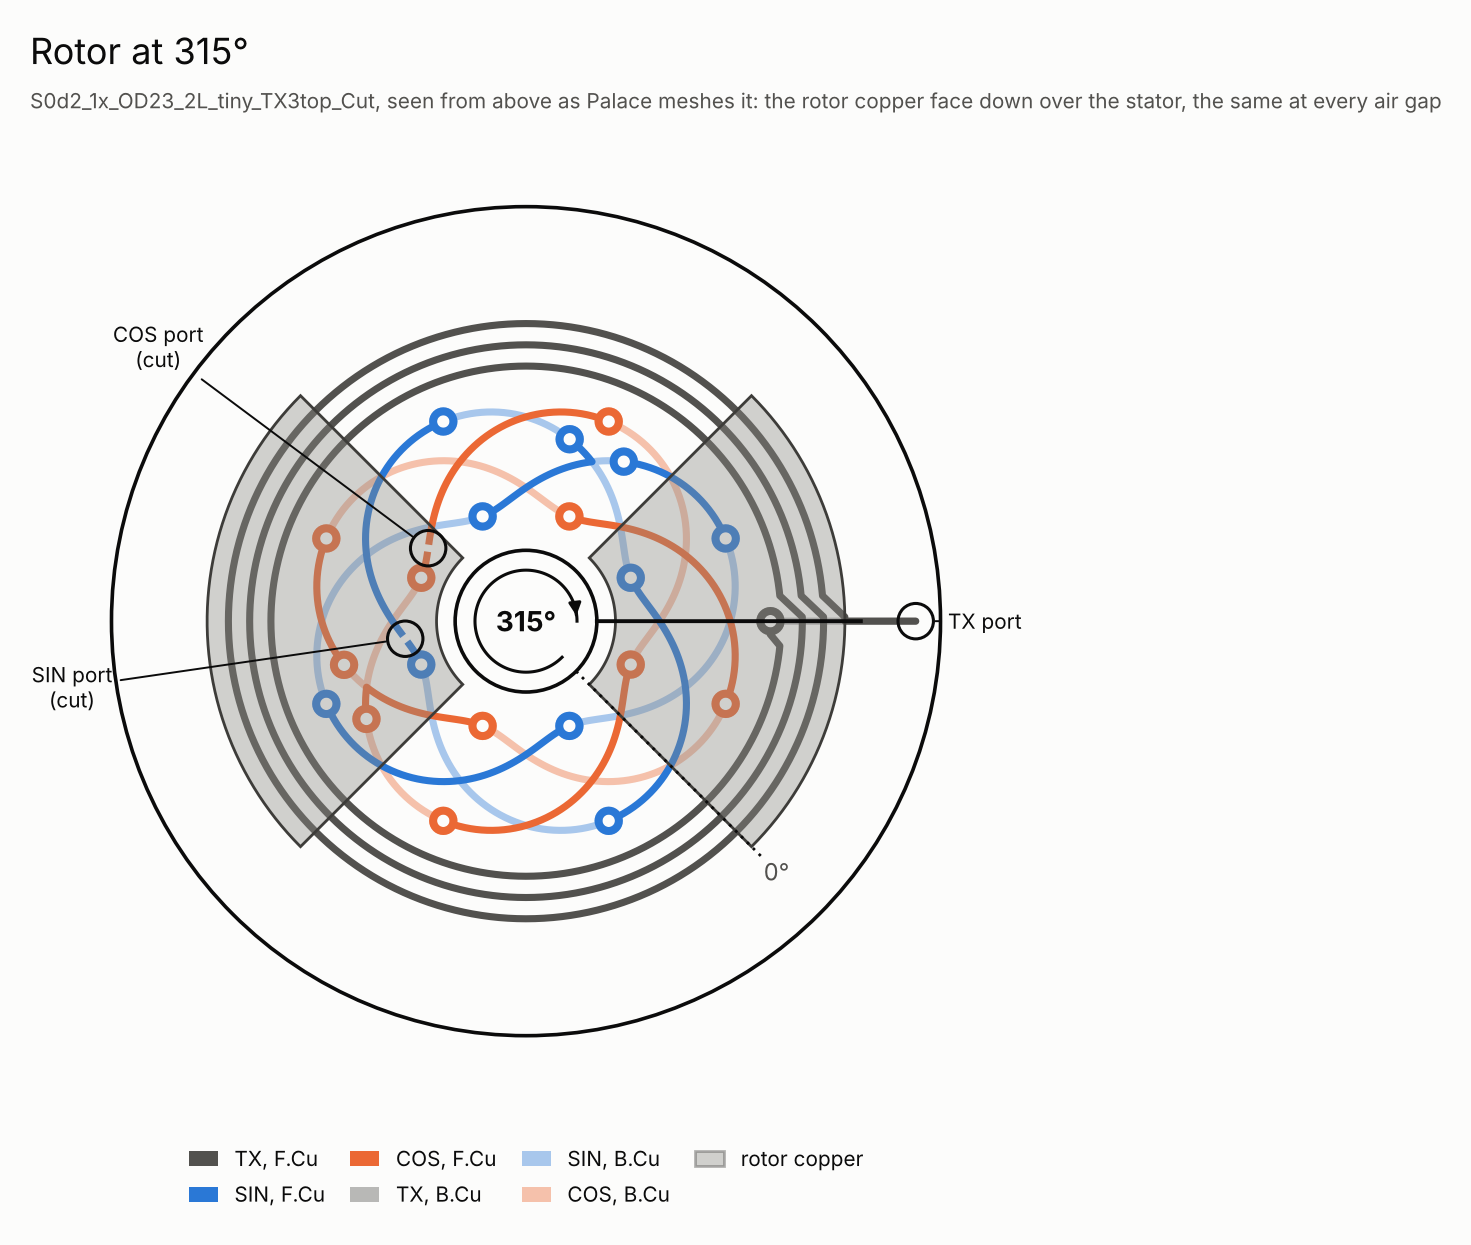 Rotor at 315°
S0d2_1x_OD23_2L_tiny_TX3top_Cut, seen from above as Palace meshes it: the rotor copper face down over the stator, the same at every air gap
COS port
(cut)
315°
TX port
SIN port
(cut)
0°
TX, F.Cu
COS, F.Cu
SIN, B.Cu
rotor copper
SIN, F.Cu
TX, B.Cu
COS, B.Cu